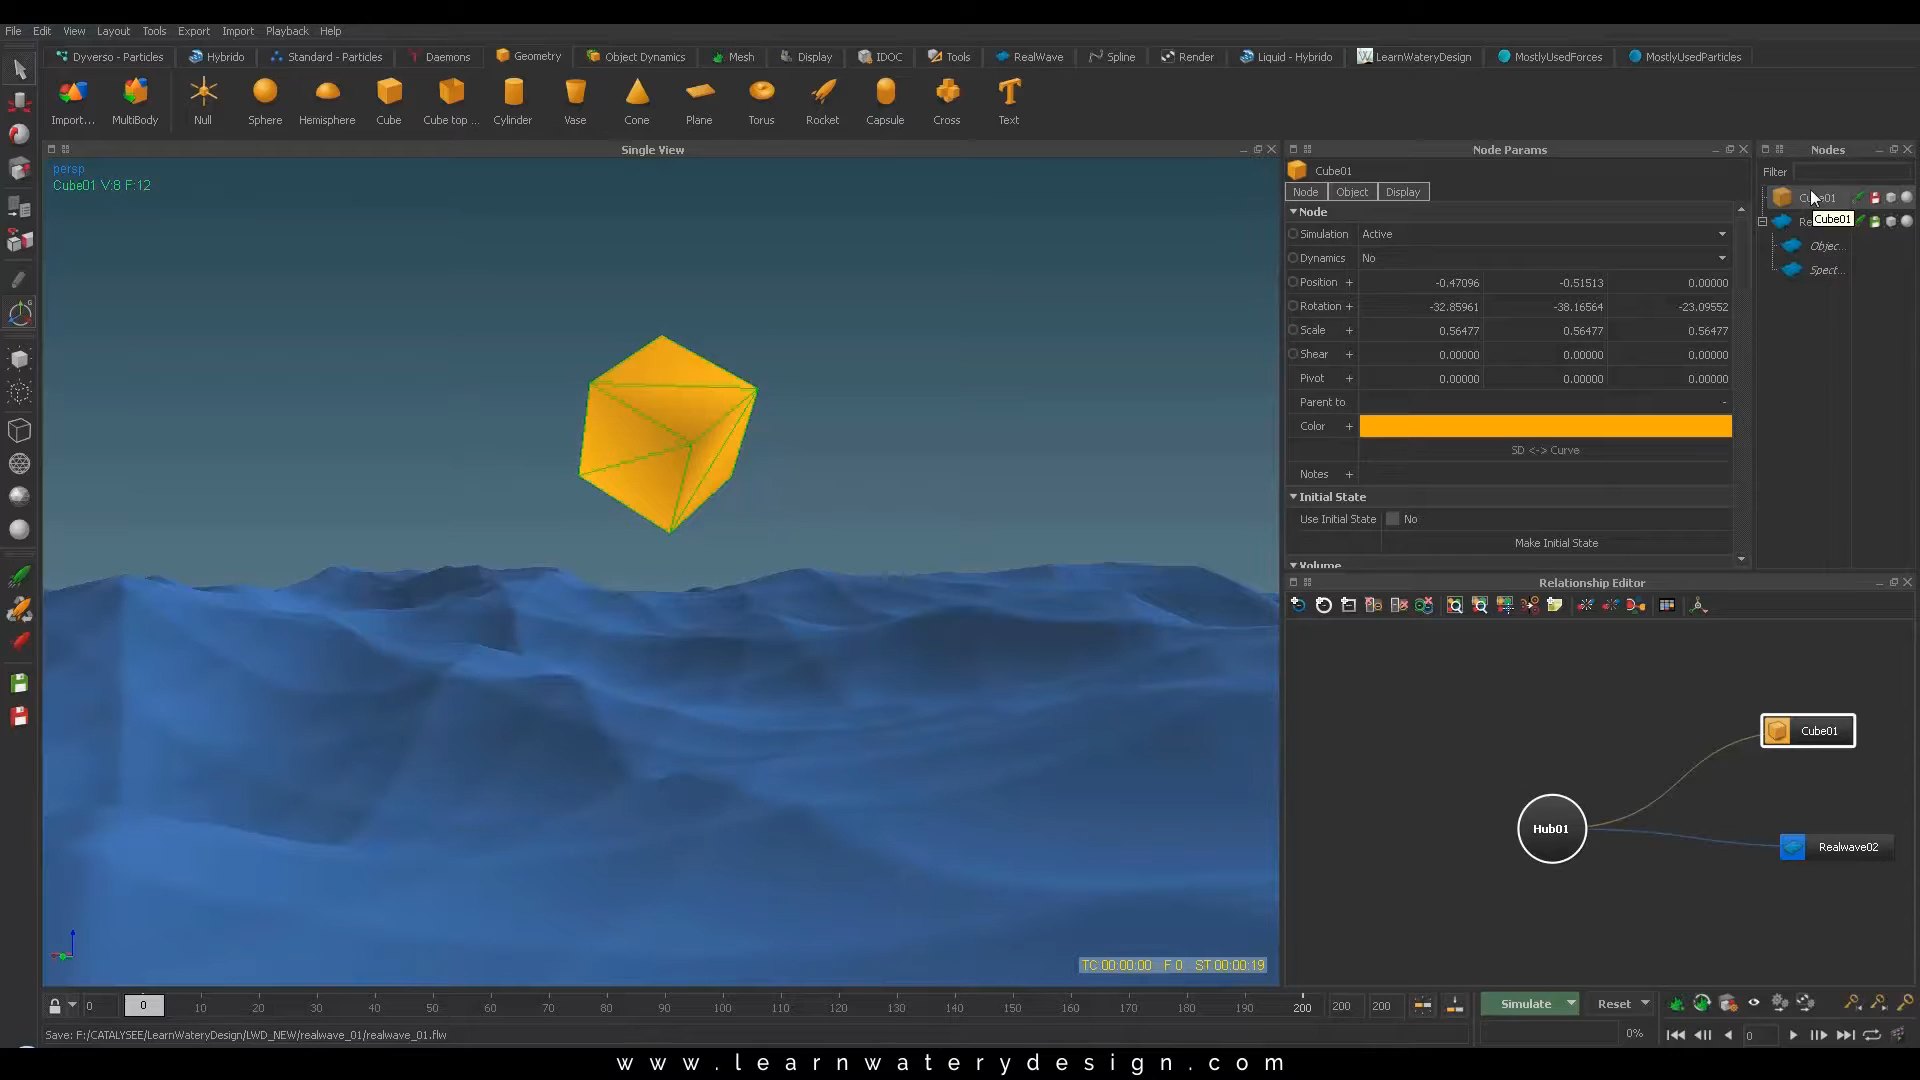 File Edit View Layout Tools Export Import Playback Help
Dyverso - Particles Hybrido Standard - Particles Daemons Geometry Object Dynamics Mesh Display IDOC Tools RealWave Spline Render Liquid - Hybrido LearnWateryDesign MostlyUsedForces MostlyUsedParticles
Import... MultiBody Null Sphere Hemisphere Cube Cube top ... Cylinder Vase Cone Plane Torus Rocket Capsule Cross Text
Single View
persp
Cube01 V:8 F:12
TC 00:00:00 F 0 ST 00:00:19
Node Params
Cube01
Node Object Display
Node
Simulation Active
Dynamics No
Position + -0.47096 -0.51513 0.00000
Rotation + -32.85961 -38.16564 -23.09552
Scale + 0.56477 0.56477 0.56477
Shear + 0.00000 0.00000 0.00000
Pivot + 0.00000 0.00000 0.00000
Parent to -
Color +
SD <-> Curve
Notes +
Initial State
Use Initial State No
Make Initial State
Volume
Nodes
Filter
Cube01
Objec...
Spect...
Relationship Editor
Cube01
Hub01
Realwave02
0 0 10 20 30 40 50 60 70 80 90 100 110 120 130 140 150 160 170 180 190 200 200 200
Simulate Reset
Save: F:/CATALYSEE/LearnWateryDesign/LWD_NEW/realwave_01/realwave_01.flw
0% 0
www.learnwaterydesign.com